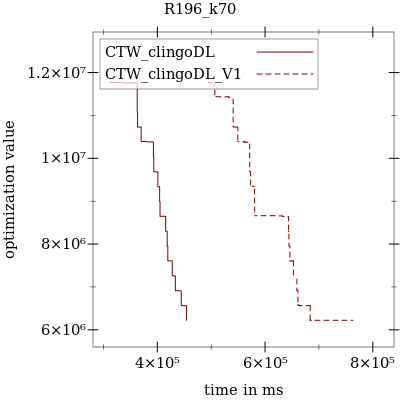 R196_k70
CTW_clingoDL
CTW_clingoDL_V1
1.2×10⁷
1×10⁷
8×10⁶
6×10⁶
optimization value
4×10⁵ 6×10⁵ 8×10⁵
time in ms